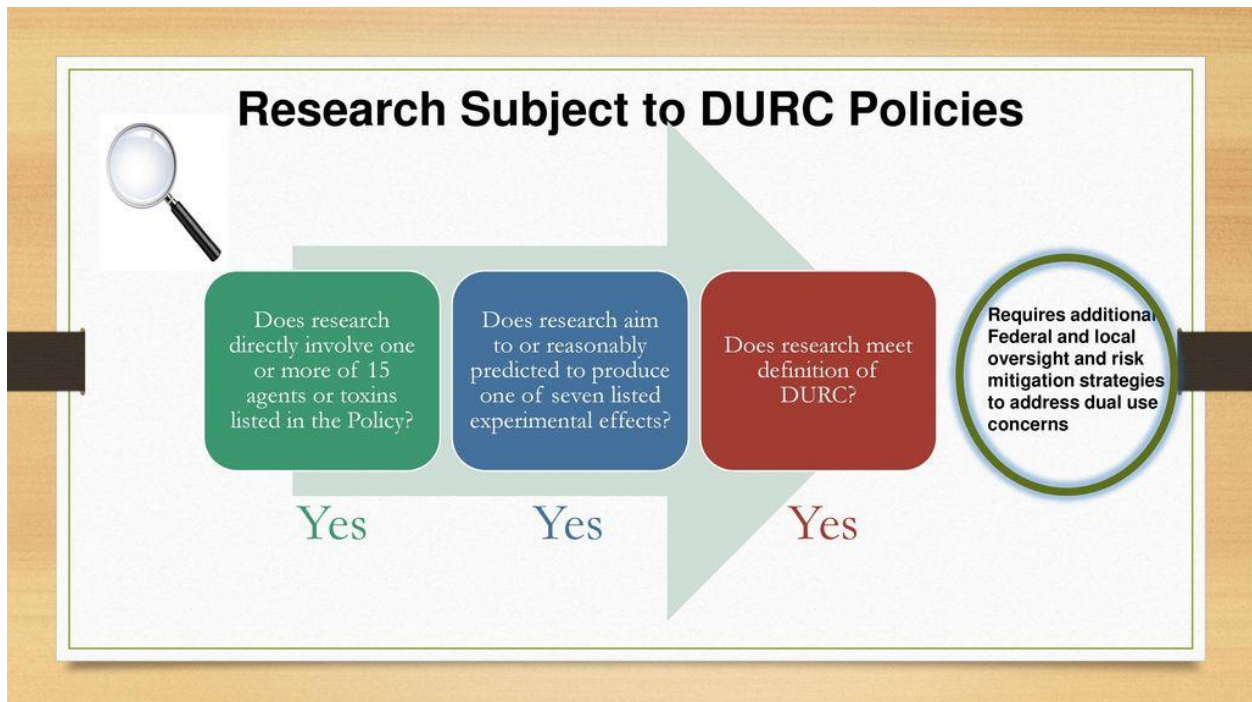 Research Subject to DURC Policies
Does research
directly involve one
or more of 15
agents or toxins
listed in the Policy?
Does research aim
to or reasonably
predicted to produce
one of seven listed
experimental effects?
Does research meet
definition of
DURC?
Requires additional
Federal and local
oversight and risk
mitigation strategies
to address dual use
concerns
Yes
Yes
Yes